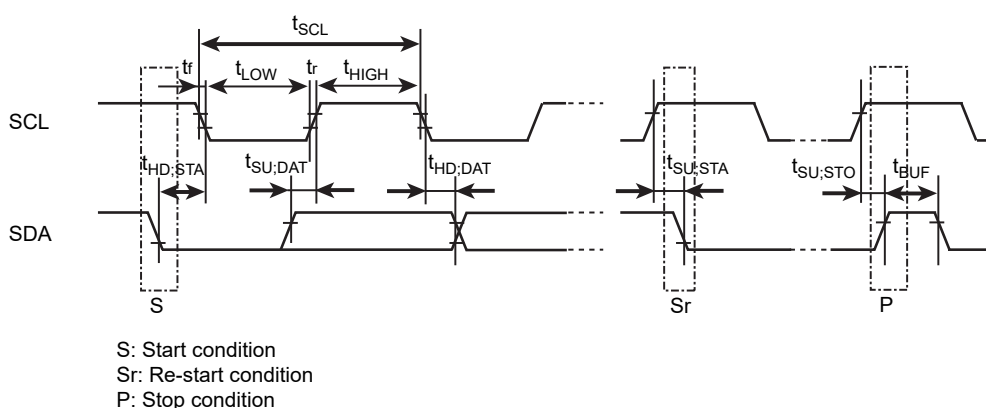 tSCL
tf tLOW tr tHIGH
SCL
tHD;STA tSU;DAT tHD;DAT tSU;STA tSU;STO tBUF
SDA
S Sr P
S: Start condition
Sr: Re-start condition
P: Stop condition